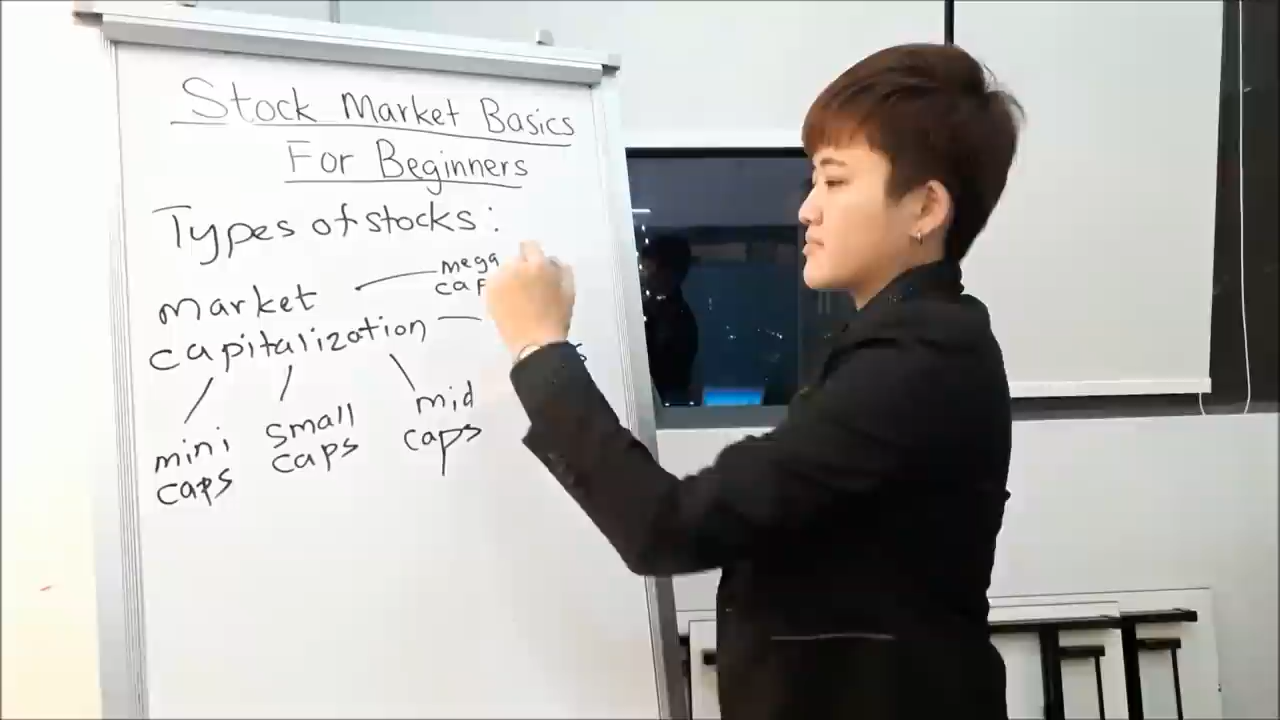 Stock Market Basics
For Beginners
Types of stocks:
mega
market
capitalization
mini
caps
small
caps
mid
caps